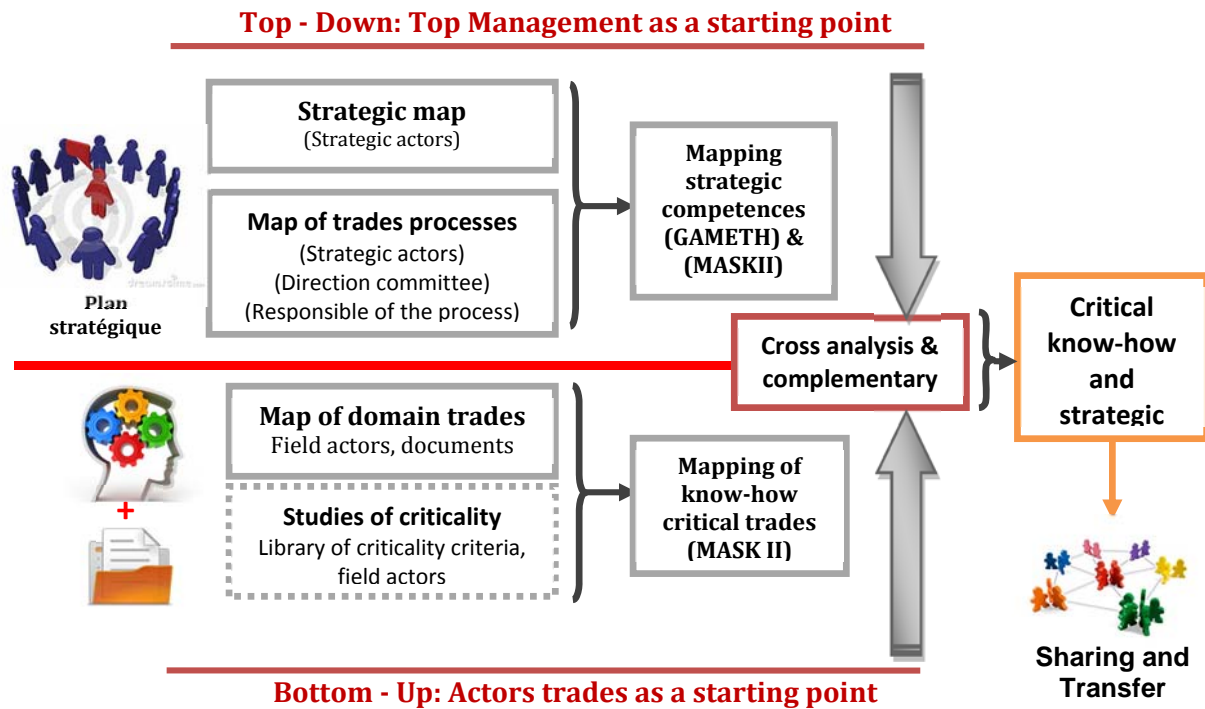 Top - Down: Top Management as a starting point
Strategic map
(Strategic actors)
Map of trades processes
(Strategic actors)
(Direction committee)
(Responsible of the process)
Plan
stratégique
Mapping
strategic
competences
(GAMETH) &
(MASKII)
Cross analysis &
complementary
Critical
know-how
and
strategic
Map of domain trades
Field actors, documents
Studies of criticality
Library of criticality criteria,
field actors
+
Mapping of
know-how
critical trades
(MASK II)
Sharing and
Transfer
Bottom - Up: Actors trades as a starting point